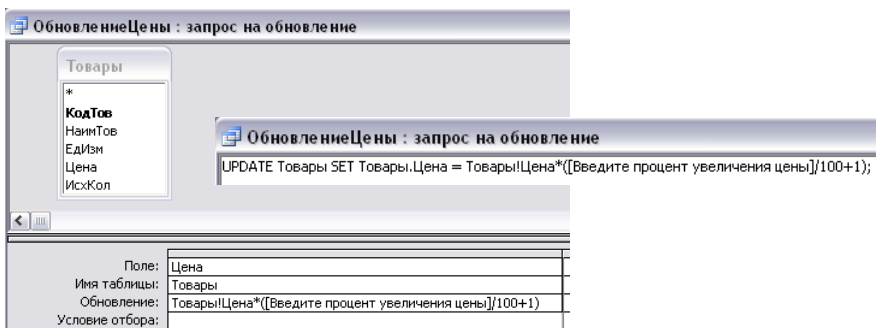 ОбновлениеЦены : запрос на обновление
Товары
*
КодТов
НаимТов
ЕдИзм
Цена
ИсхКол
ОбновлениеЦены : запрос на обновление
UPDATE Товары SET Товары.Цена = Товары!Цена*([Введите процент увеличения цены]/100+1);
Поле: Цена
Имя таблицы: Товары
Обновление: Товары!Цена*([Введите процент увеличения цены]/100+1)
Условие отбора: